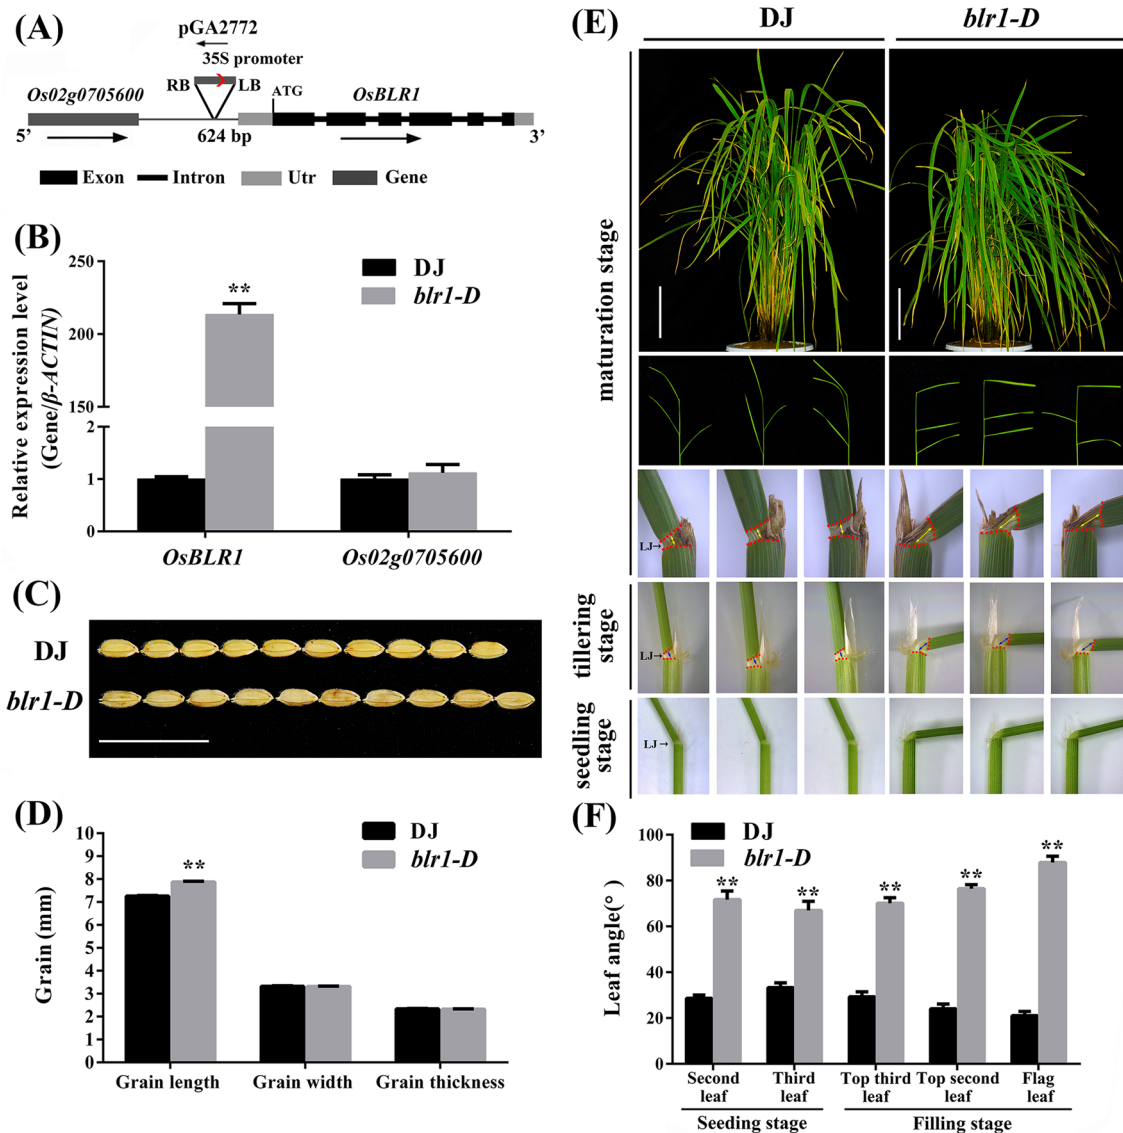 (A)
pGA2772
35S promoter
RB LB
Os02g0705600
ATG
OsBLR1
5’ 624 bp 3’
Exon Intron Utr Gene
(B)
Relative expression level
(Gene/β-ACTIN)
250
200
150
2
1
0
**
DJ
blr1-D
OsBLR1 Os02g0705600
(C)
DJ
blr1-D
(D)
Grain (mm)
10
9
8
7
6
5
4
3
2
1
0
**
DJ
blr1-D
Grain length Grain width Grain thickness
(E)
DJ blr1-D
maturation stage
LJ→
tillering
stage
LJ→
seedling
stage
LJ→
(F)
Leaf angle(°)
100
80
60
40
20
0
DJ
blr1-D
** ** ** ** **
Second leaf
Third leaf
Top third leaf
Top second leaf
Flag leaf
Seeding stage Filling stage